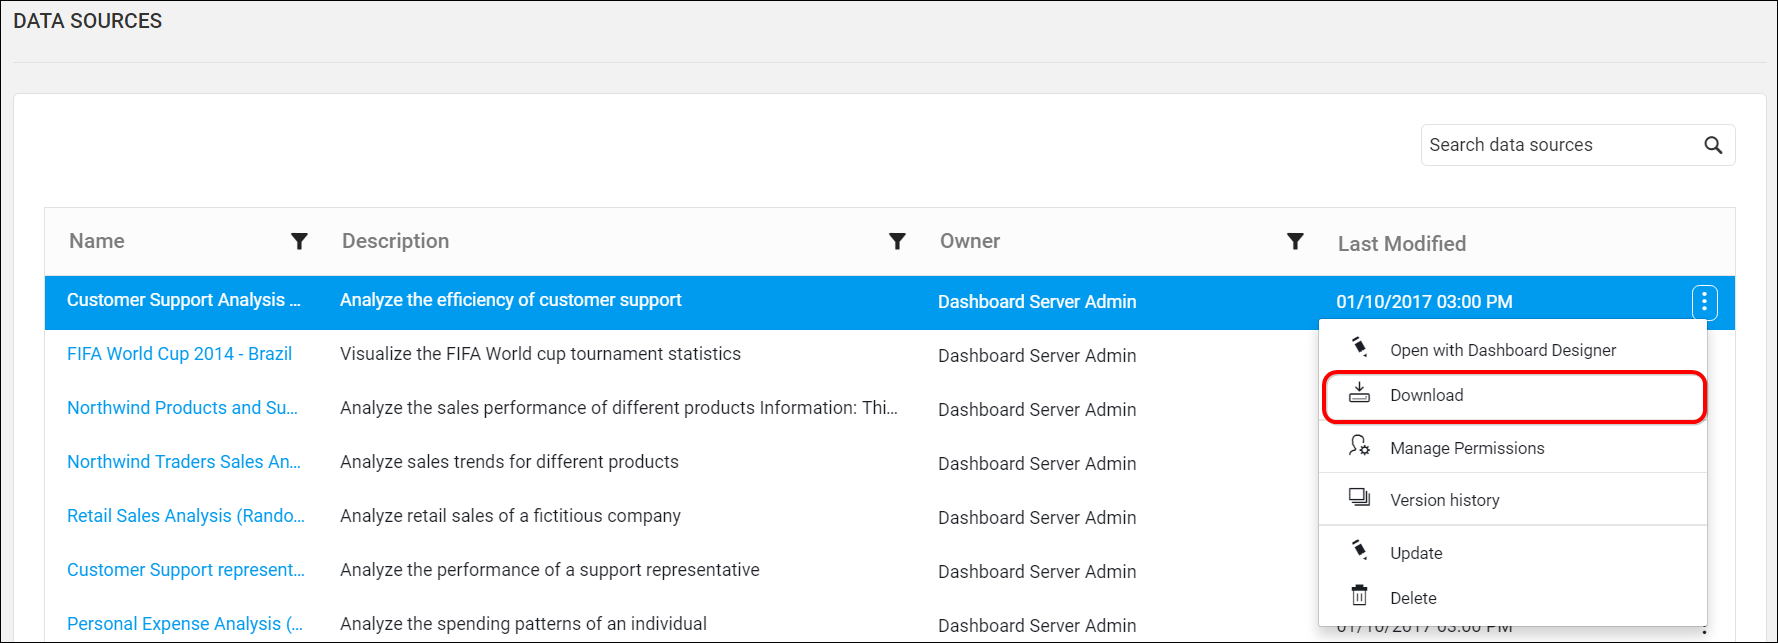 DATA SOURCES
Search data sources
Name Description Owner Last Modified
Customer Support Analysis ... Analyze the efficiency of customer support Dashboard Server Admin 01/10/2017 03:00 PM
FIFA World Cup 2014 - Brazil Visualize the FIFA World cup tournament statistics Dashboard Server Admin
Open with Dashboard Designer
Northwind Products and Su... Analyze the sales performance of different products Information: Thi... Dashboard Server Admin
Download
Northwind Traders Sales An... Analyze sales trends for different products Dashboard Server Admin
Manage Permissions
Retail Sales Analysis (Rando... Analyze retail sales of a fictitious company Dashboard Server Admin
Version history
Customer Support represent... Analyze the performance of a support representative Dashboard Server Admin
Update
Personal Expense Analysis (... Analyze the spending patterns of an individual Dashboard Server Admin
Delete